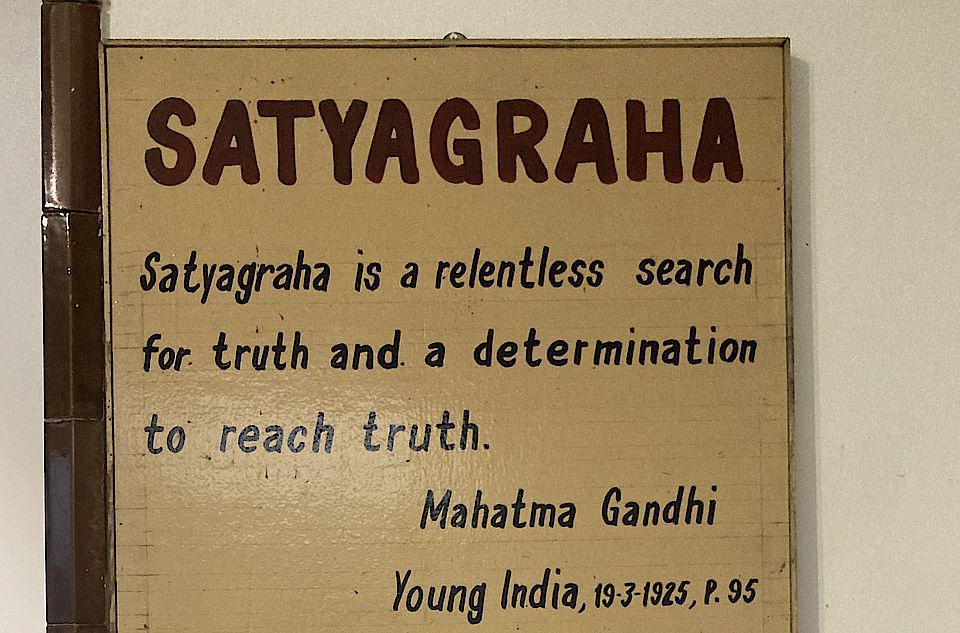 SATYAGRAHA
Satyagraha is a relentless search
for truth and a determination
to reach truth.
Mahatma Gandhi
Young India, 19-3-1925, P. 95